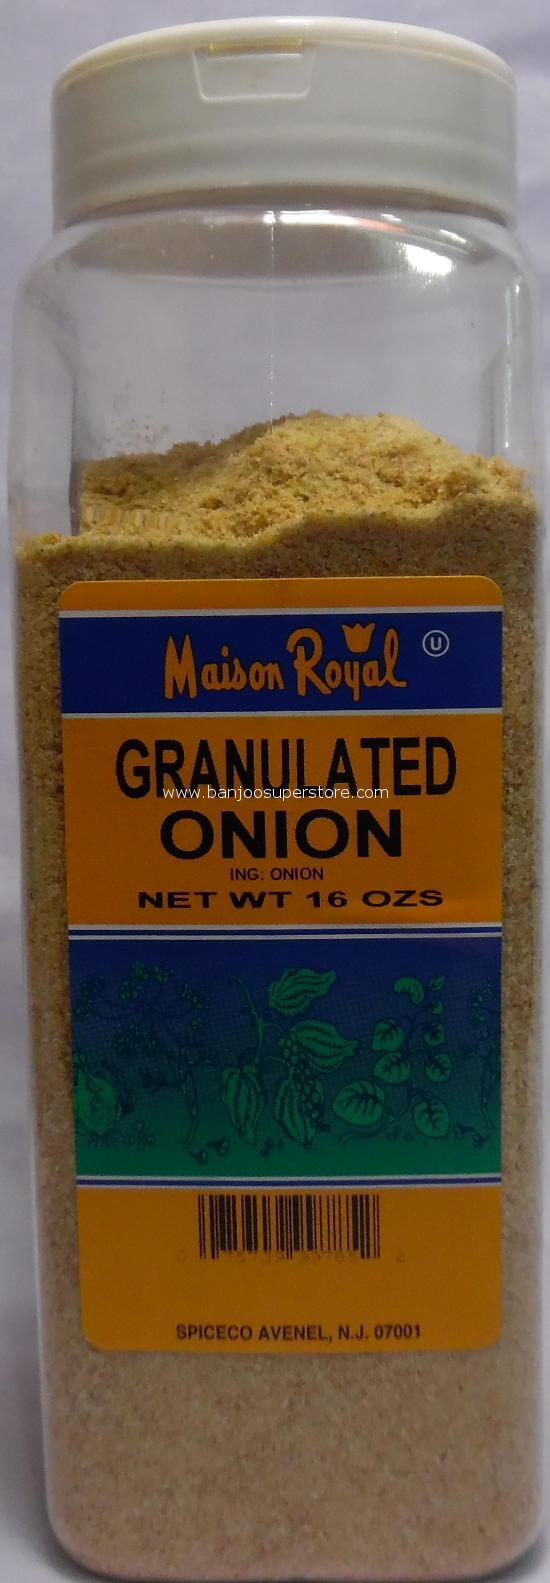 Maison Royal
U
GRANULATED
www.banjoosuperstore.com
ONION
ING: ONION
NET WT 16 OZS
SPICECO AVENEL, N.J. 07001